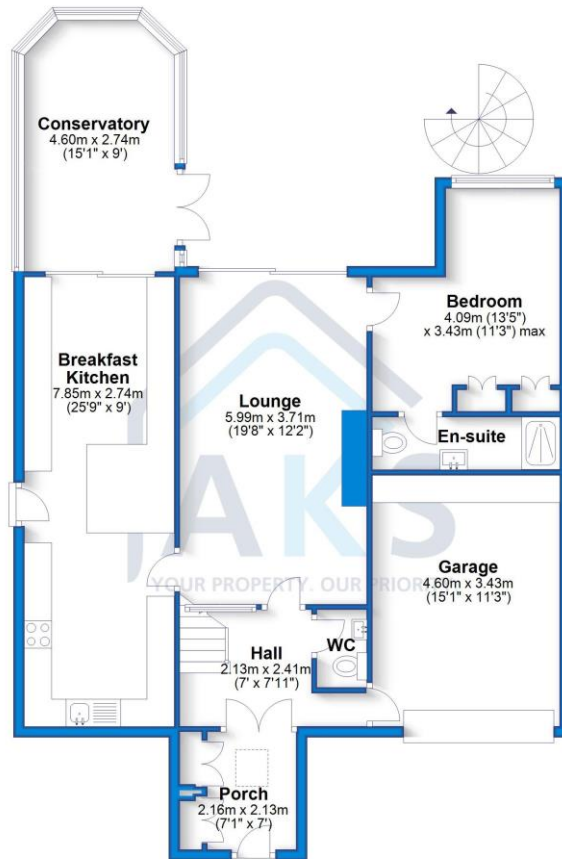 Conservatory
4.60m x 2.74m
(15'1" x 9')
Bedroom
4.09m (13'5")
x 3.43m (11'3") max
Breakfast
Kitchen
7.85m x 2.74m
(25'9" x 9')
Lounge
5.99m x 3.71m
(19'8" x 12'2")
En-suite
AKS
YOUR PROPERTY. OUR PRIOR
Garage
4.60m x 3.43m
(15'1" x 11'3")
Hall
2.13m x 2.41m
(7' x 7'11")
WC
Porch
2.16m x 2.13m
(7'1" x 7')